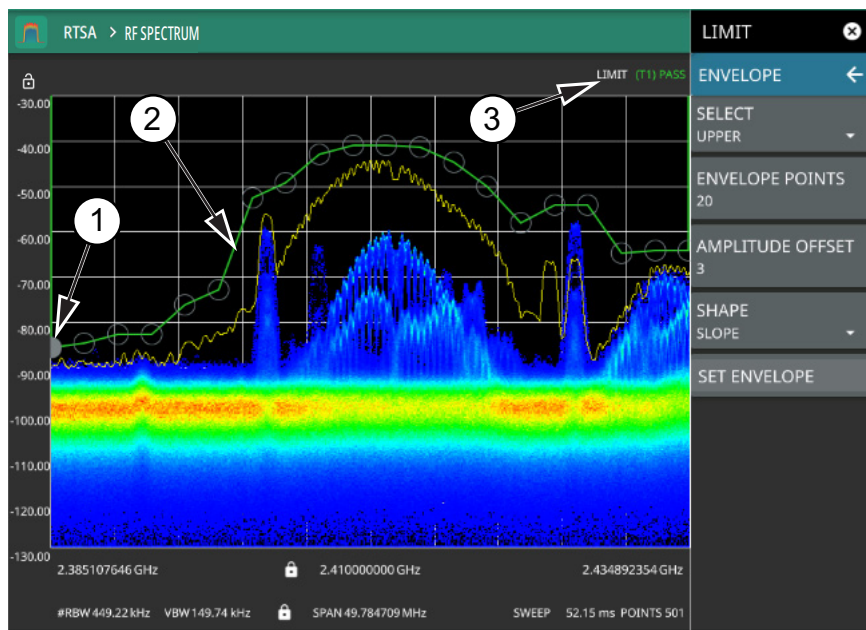 RTSA > RF SPECTRUM
LIMIT
ENVELOPE
SELECT
UPPER
ENVELOPE POINTS
20
AMPLITUDE OFFSET
3
SHAPE
SLOPE
SET ENVELOPE
LIMIT (T1) PASS
1
2
3
-30.00
-40.00
-50.00
-60.00
-70.00
-80.00
-90.00
-100.00
-110.00
-120.00
-130.00
2.385107646 GHz 2.410000000 GHz 2.434892354 GHz
#RBW 449.22 kHz VBW 149.74 kHz SPAN 49.784709 MHz SWEEP 52.15 ms POINTS 501